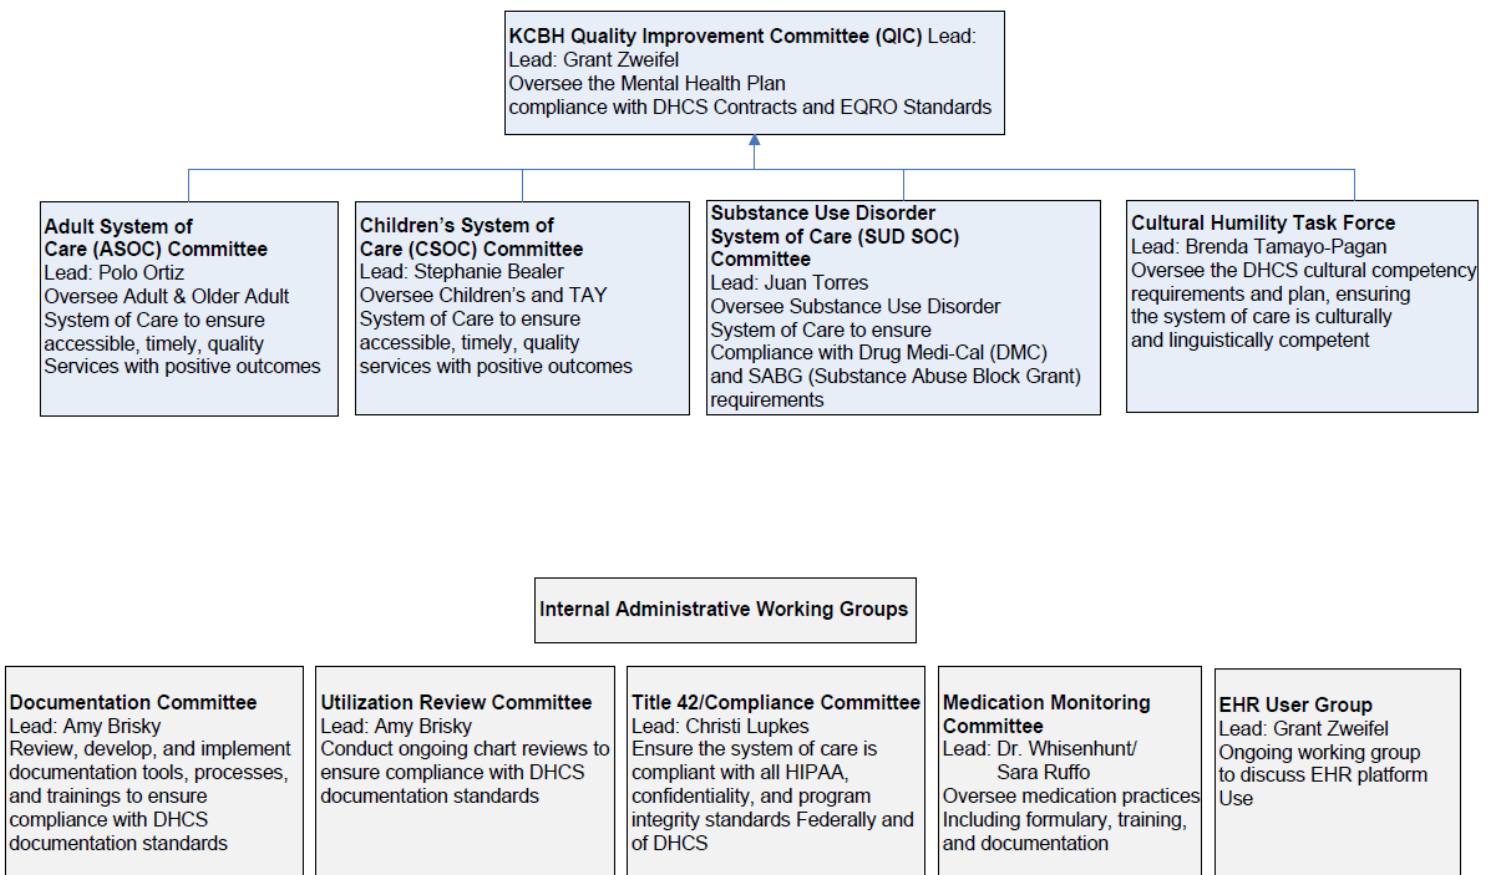 KCBH Quality Improvement Committee (QIC) Lead:
Lead: Grant Zweifel
Oversee the Mental Health Plan
compliance with DHCS Contracts and EQRO Standards
Adult System of
Care (ASOC) Committee
Lead: Polo Ortiz
Oversee Adult & Older Adult
System of Care to ensure
accessible, timely, quality
Services with positive outcomes
Children's System of
Care (CSOC) Committee
Lead: Stephanie Bealer
Oversee Children's and TAY
System of Care to ensure
accessible, timely, quality
services with positive outcomes
Substance Use Disorder
System of Care (SUD SOC)
Committee
Lead: Juan Torres
Oversee Substance Use Disorder
System of Care to ensure
Compliance with Drug Medi-Cal (DMC)
and SABG (Substance Abuse Block Grant)
requirements
Cultural Humility Task Force
Lead: Brenda Tamayo-Pagan
Oversee the DHCS cultural competency
requirements and plan, ensuring
the system of care is culturally
and linguistically competent
Internal Administrative Working Groups
Documentation Committee
Lead: Amy Brisky
Review, develop, and implement
documentation tools, processes,
and trainings to ensure
compliance with DHCS
documentation standards
Utilization Review Committee
Lead: Amy Brisky
Conduct ongoing chart reviews to
ensure compliance with DHCS
documentation standards
Title 42/Compliance Committee
Lead: Christi Lupkes
Ensure the system of care is
compliant with all HIPAA,
confidentiality, and program
integrity standards Federally and
of DHCS
Medication Monitoring
Committee
Lead: Dr. Whisenhunt/
Sara Ruffo
Oversee medication practices
Including formulary, training,
and documentation
EHR User Group
Lead: Grant Zweifel
Ongoing working group
to discuss EHR platform
Use